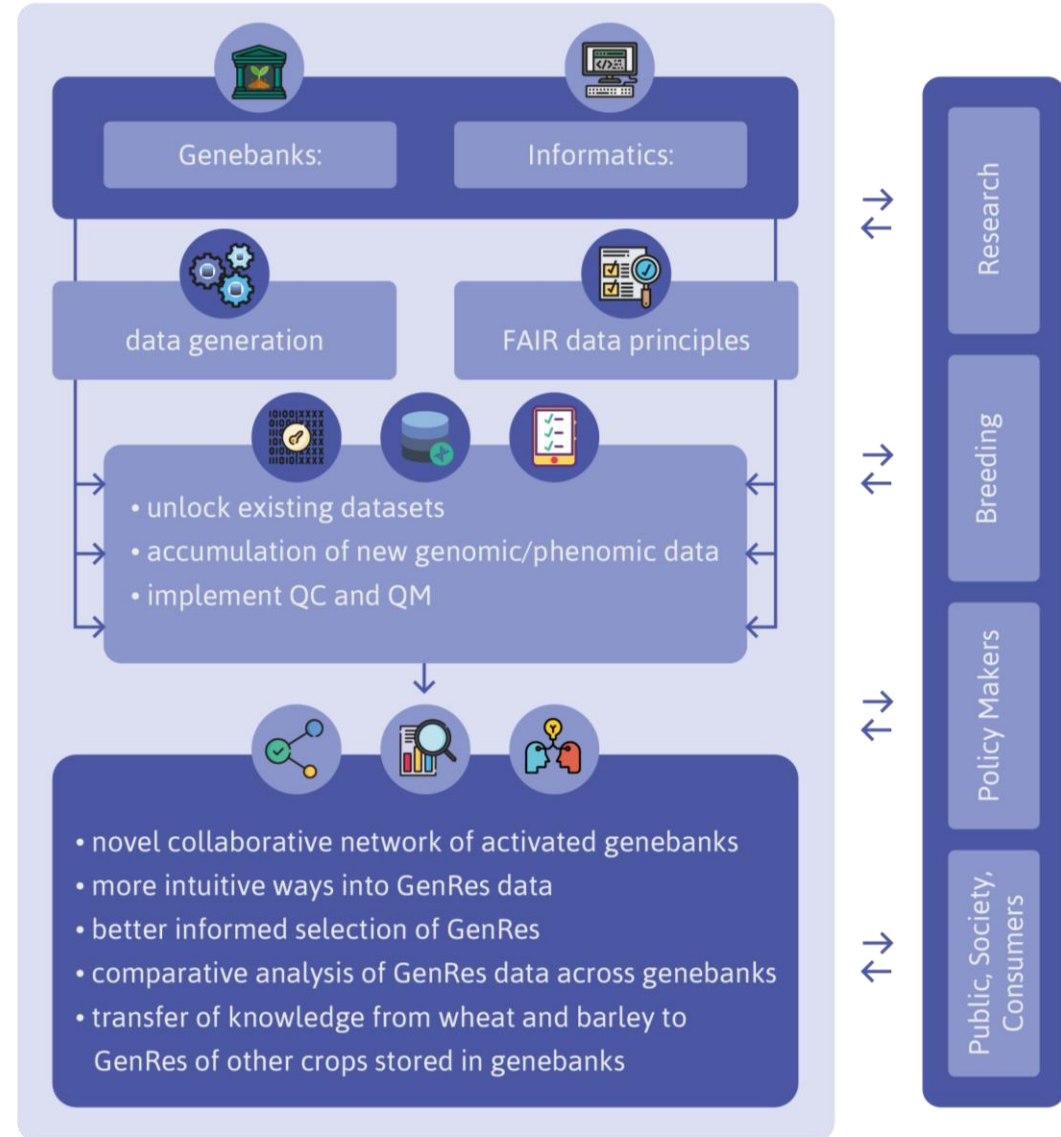 Genebanks:
Informatics:
data generation
FAIR data principles
• unlock existing datasets
• accumulation of new genomic/phenomic data
• implement QC and QM
• novel collaborative network of activated genebanks
• more intuitive ways into GenRes data
• better informed selection of GenRes
• comparative analysis of GenRes data across genebanks
• transfer of knowledge from wheat and barley to
GenRes of other crops stored in genebanks
Research
Breeding
Policy Makers
Public, Society,
Consumers